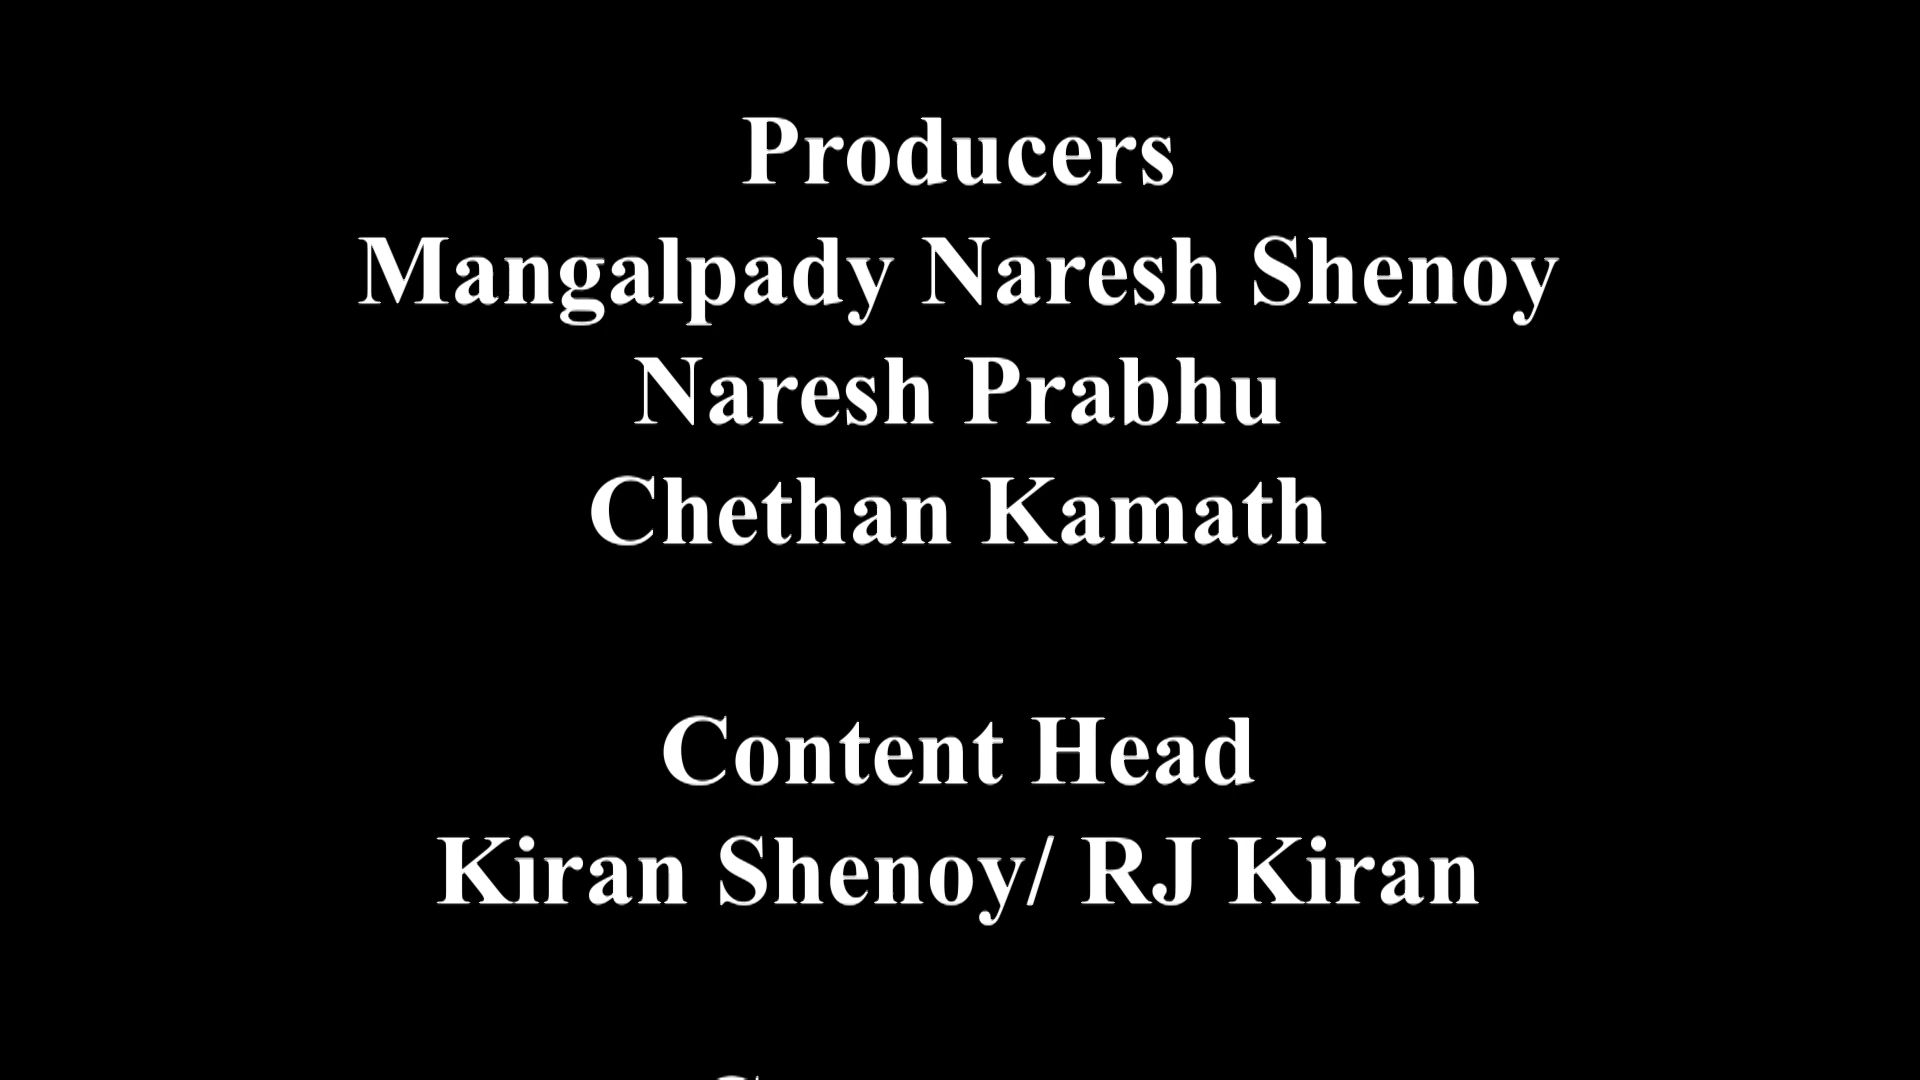 Producers
Mangalpady Naresh Shenoy
Naresh Prabhu
Chethan Kamath
Content Head
Kiran Shenoy/ RJ Kiran